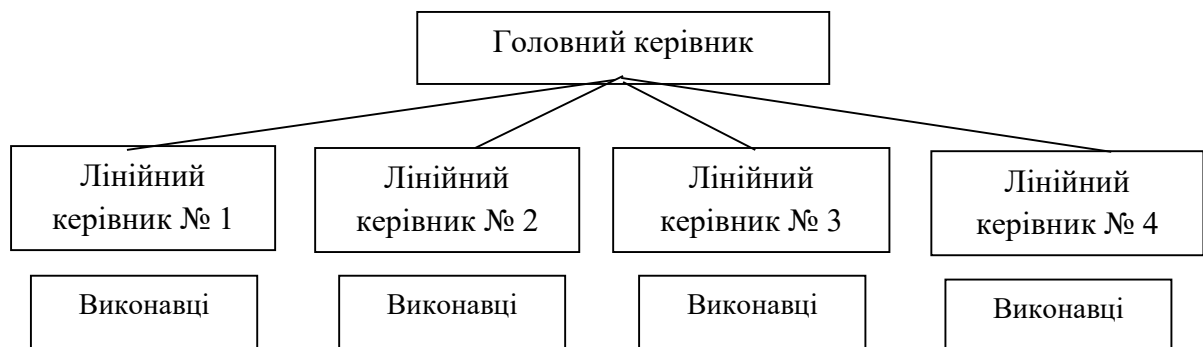 Головний керівник
Лінійний
керівник № 1
Лінійний
керівник № 2
Лінійний
керівник № 3
Лінійний
керівник № 4
Виконавці
Виконавці
Виконавці
Виконавці